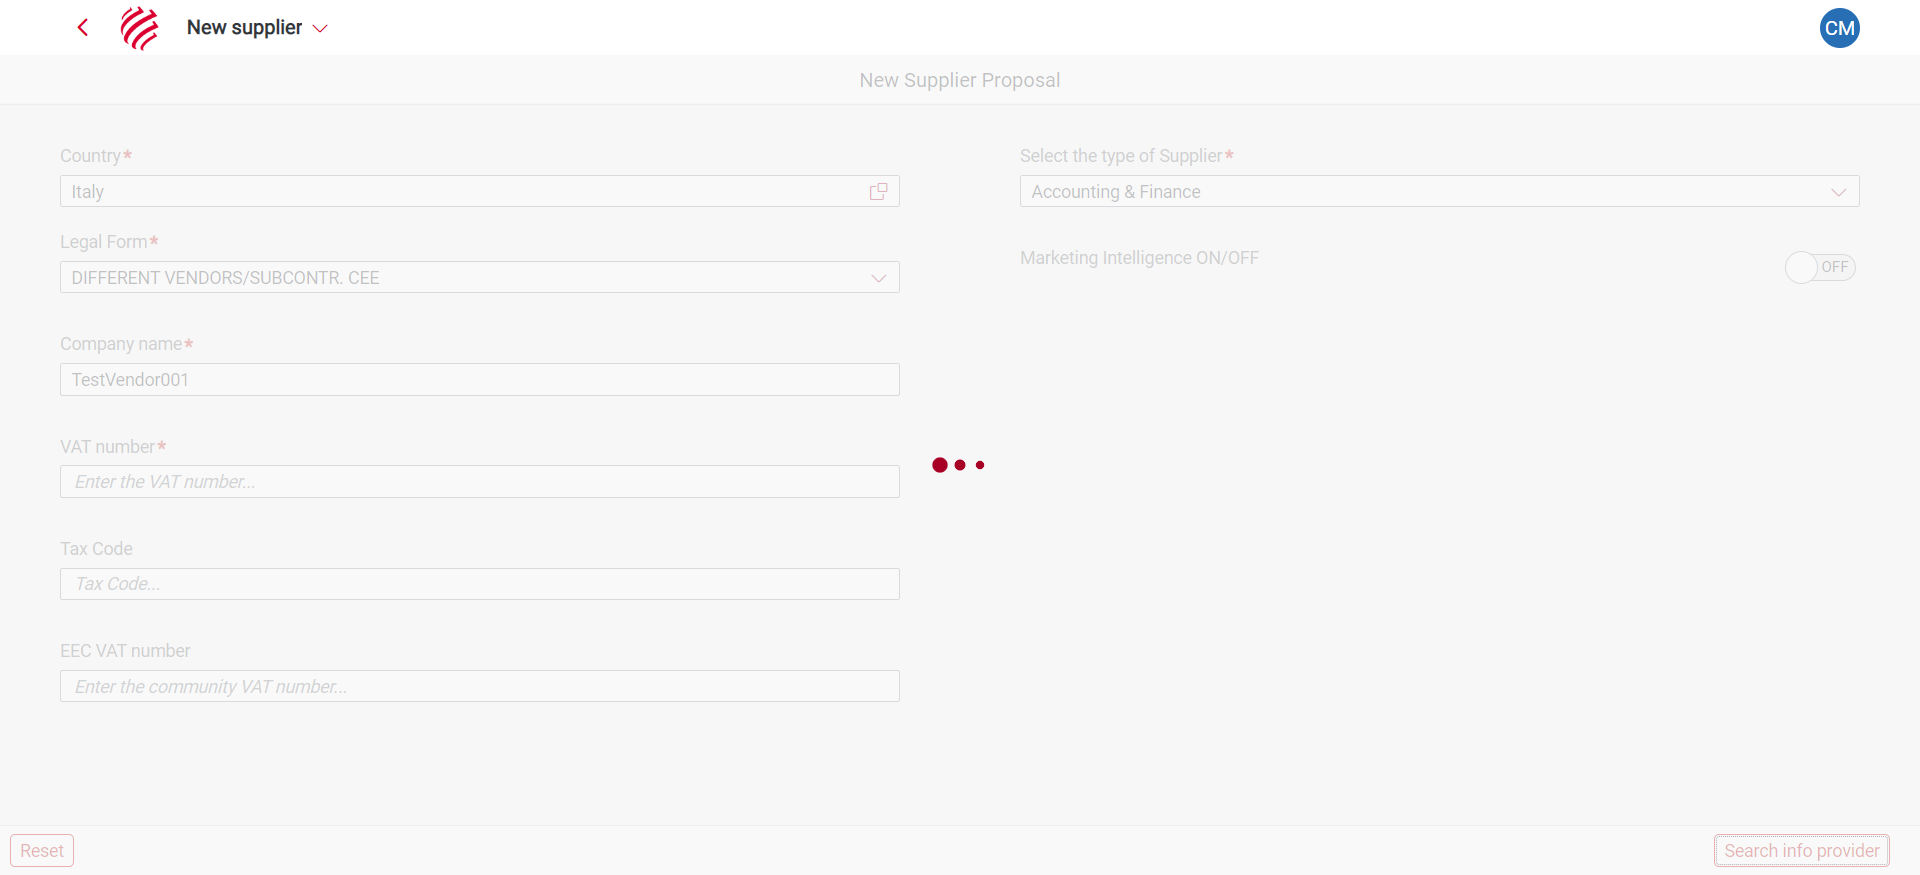 New supplier
CM
New Supplier Proposal
Country*
Italy
Legal Form*
DIFFERENT VENDORS/SUBCONTR. CEE
Company name*
TestVendor001
VAT number*
Enter the VAT number...
Tax Code
Tax Code...
EEC VAT number
Enter the community VAT number...
Select the type of Supplier*
Accounting & Finance
Marketing Intelligence ON/OFF
OFF
Reset
Search info provider